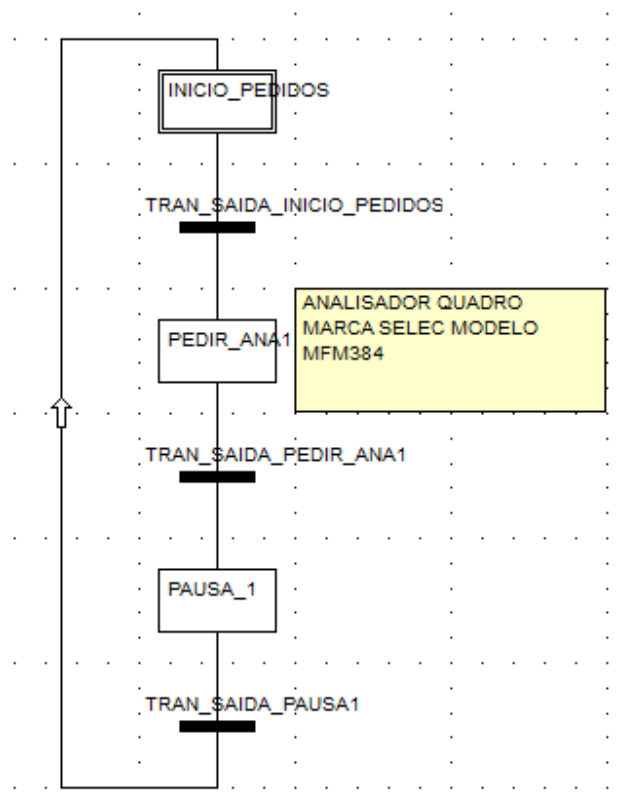 INICIO_PEDIDOS
TRAN_SAIDA_INICIO_PEDIDOS
ANALISADOR QUADRO
MARCA SELEC MODELO
MFM384
PEDIR_ANA1
TRAN_SAIDA_PEDIR_ANA1
PAUSA_1
TRAN_SAIDA_PAUSA1